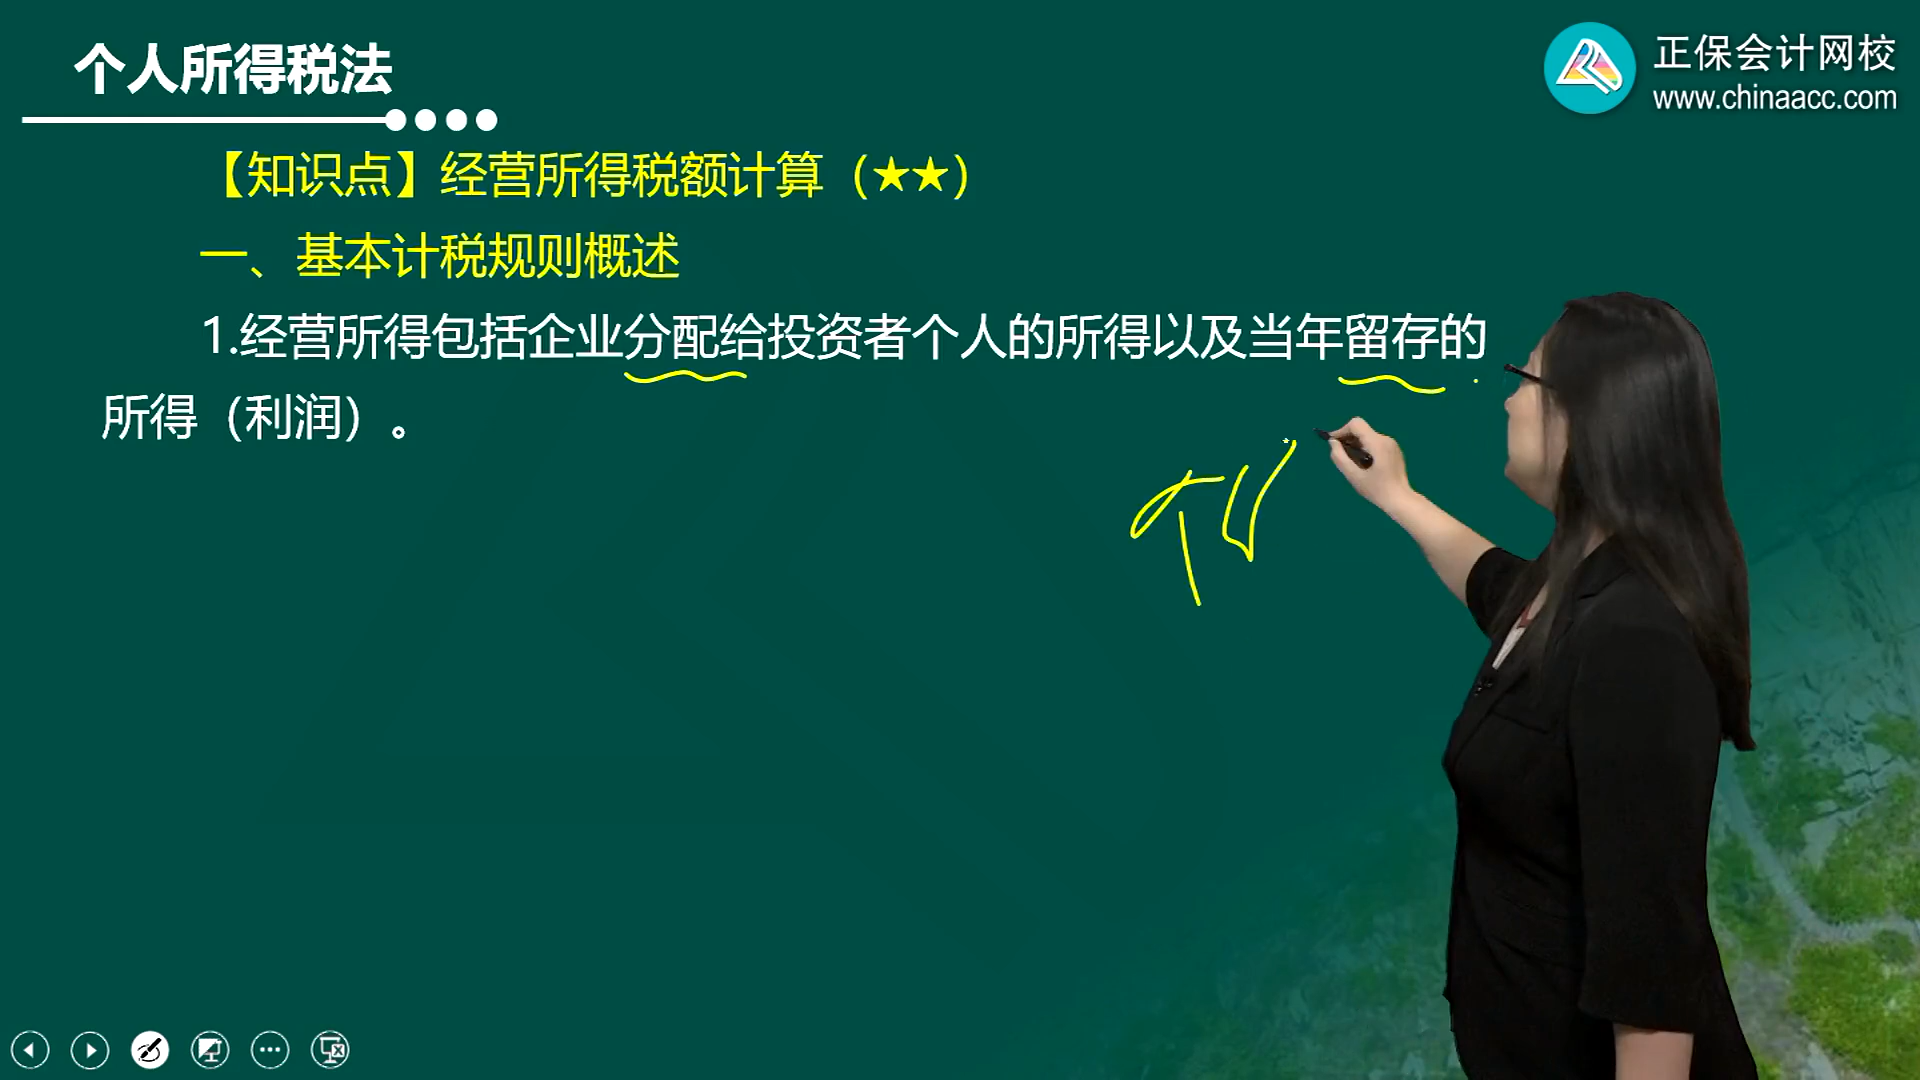 个人所得税法
正保会计网校
www.chinaacc.com
【知识点】经营所得税额计算（★★）
一、基本计税规则概述
1.经营所得包括企业分配给投资者个人的所得以及当年留存的
所得（利润）。